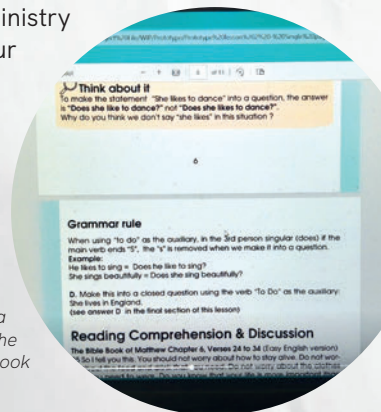 inistry
ur
Think about it
To make the statement "She likes to dance" into a question, the answer
is "Does she like to dance?" not "Does she likes to dance?".
Why do you think we don't say "she likes" in this situation ?
6
Grammar rule
When using "to do" as the auxiliary, in the 3rd person singular (does) if the
main verb ends "S", the "s" is removed when we make it into a question.
Example:
He likes to sing = Does he like to sing?
She sings beautifully = Does she sing beautifully?
D. Make this into a closed question using the verb "To Do" as the auxiliary:
She lives in England.
(see answer D in the final section of this lesson)
a
he
ook
Reading Comprehension & Discussion
The Bible Book of Matthew Chapter 6, Verses 24 to 34 (Easy English version)
So I tell you this. You should not worry about how to stay alive. Do not wor-